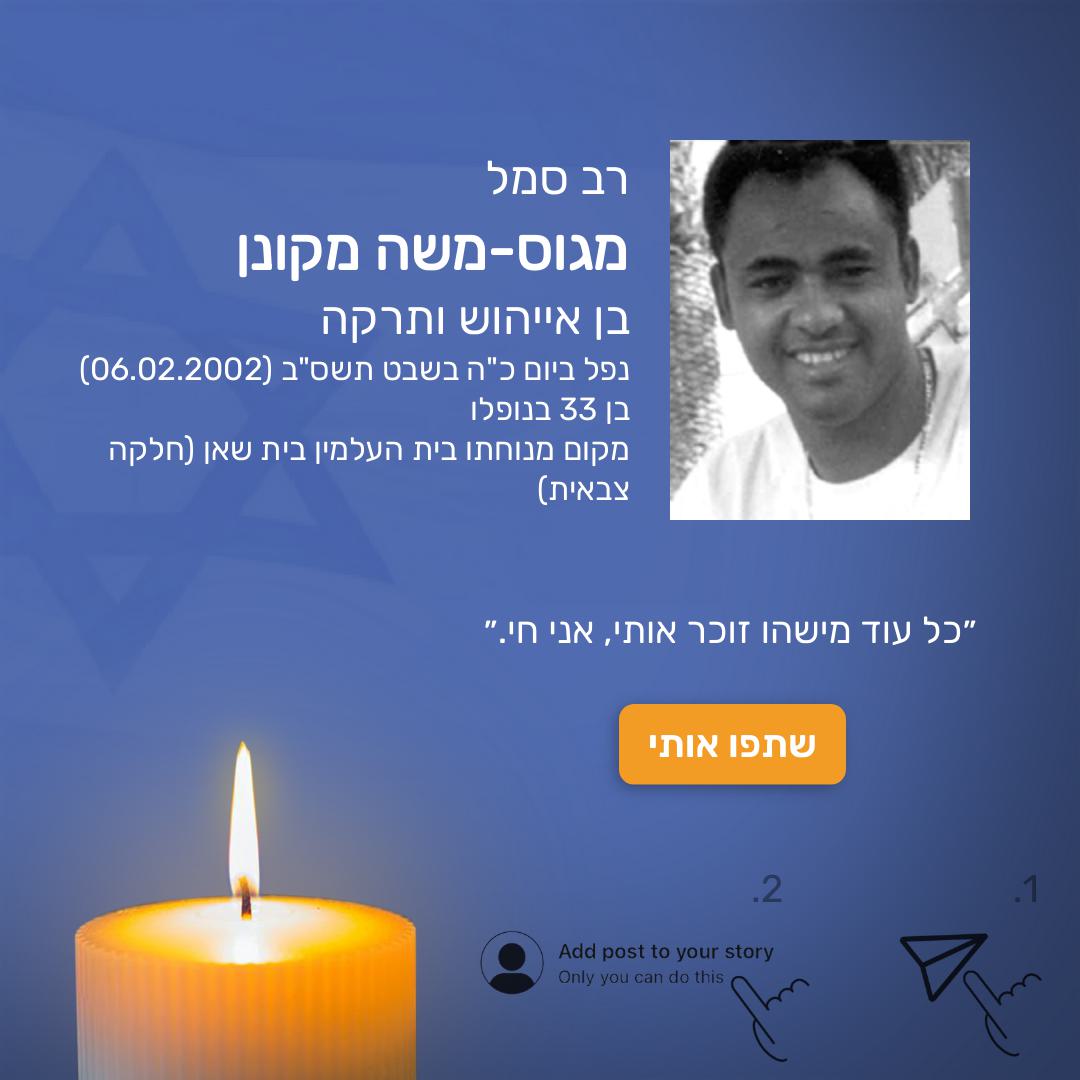 רב סמל
מגוס-משה מקונן
בן אייהוש ותרקה
נפל ביום כ"ה בשבט תשס"ב (06.02.2002)
בן 33 בנופלו
מקום מנוחתו בית העלמין בית שאן (חלקה
צבאית)
״כל עוד מישהו זוכר אותי, אני חי.״
שתפו אותי
.1
.2
Add post to your story
Only you can do this